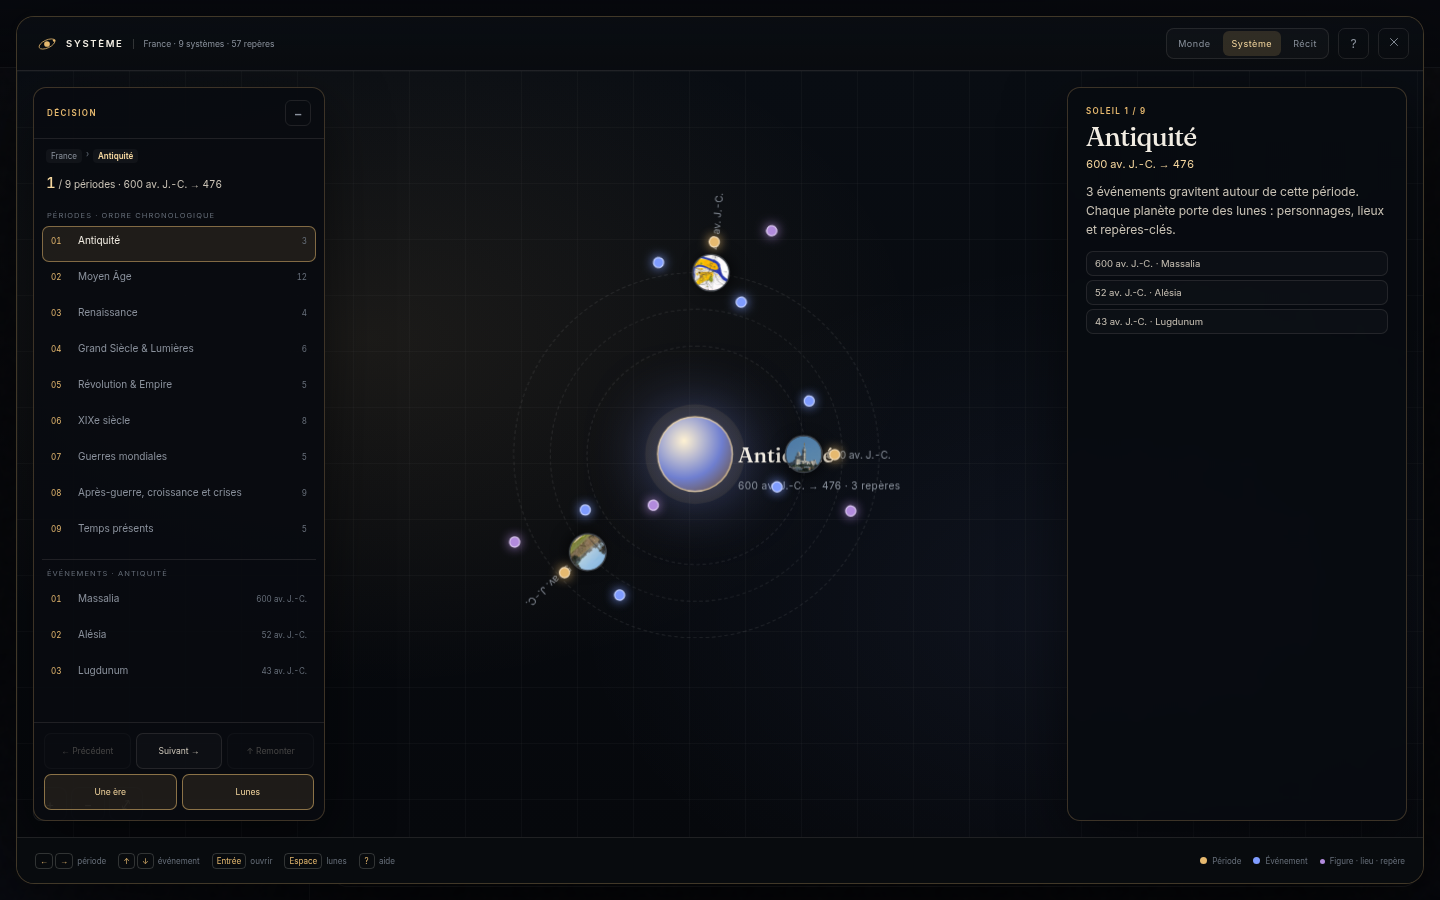 SYSTÈME
France · 9 systèmes · 57 repères
Monde
Système
Récit
?
DÉCISION
France › Antiquité
1 / 9 périodes · 600 av. J.-C. → 476
PÉRIODES · ORDRE CHRONOLOGIQUE
01 Antiquité 3
02 Moyen Âge 12
03 Renaissance 4
04 Grand Siècle & Lumières 6
05 Révolution & Empire 5
06 XIXe siècle 8
07 Guerres mondiales 5
08 Après-guerre, croissance et crises 9
09 Temps présents 5
ÉVÉNEMENTS · ANTIQUITÉ
01 Massalia 600 av. J.-C.
02 Alésia 52 av. J.-C.
03 Lugdunum 43 av. J.-C.
← Précédent
Suivant →
↑ Remonter
Une ère
Lunes
av. J.-C.
av. J.-C.
600 av. J.-C. → 476 · 3 repères
av. J.-C.
SOLEIL 1 / 9
Antiquité
600 av. J.-C. → 476
3 événements gravitent autour de cette période.
Chaque planète porte des lunes : personnages, lieux
et repères-clés.
600 av. J.-C. · Massalia
52 av. J.-C. · Alésia
43 av. J.-C. · Lugdunum
← → période ↑ ↓ événement Entrée ouvrir Espace lunes ? aide
Période Événement Figure · lieu · repère